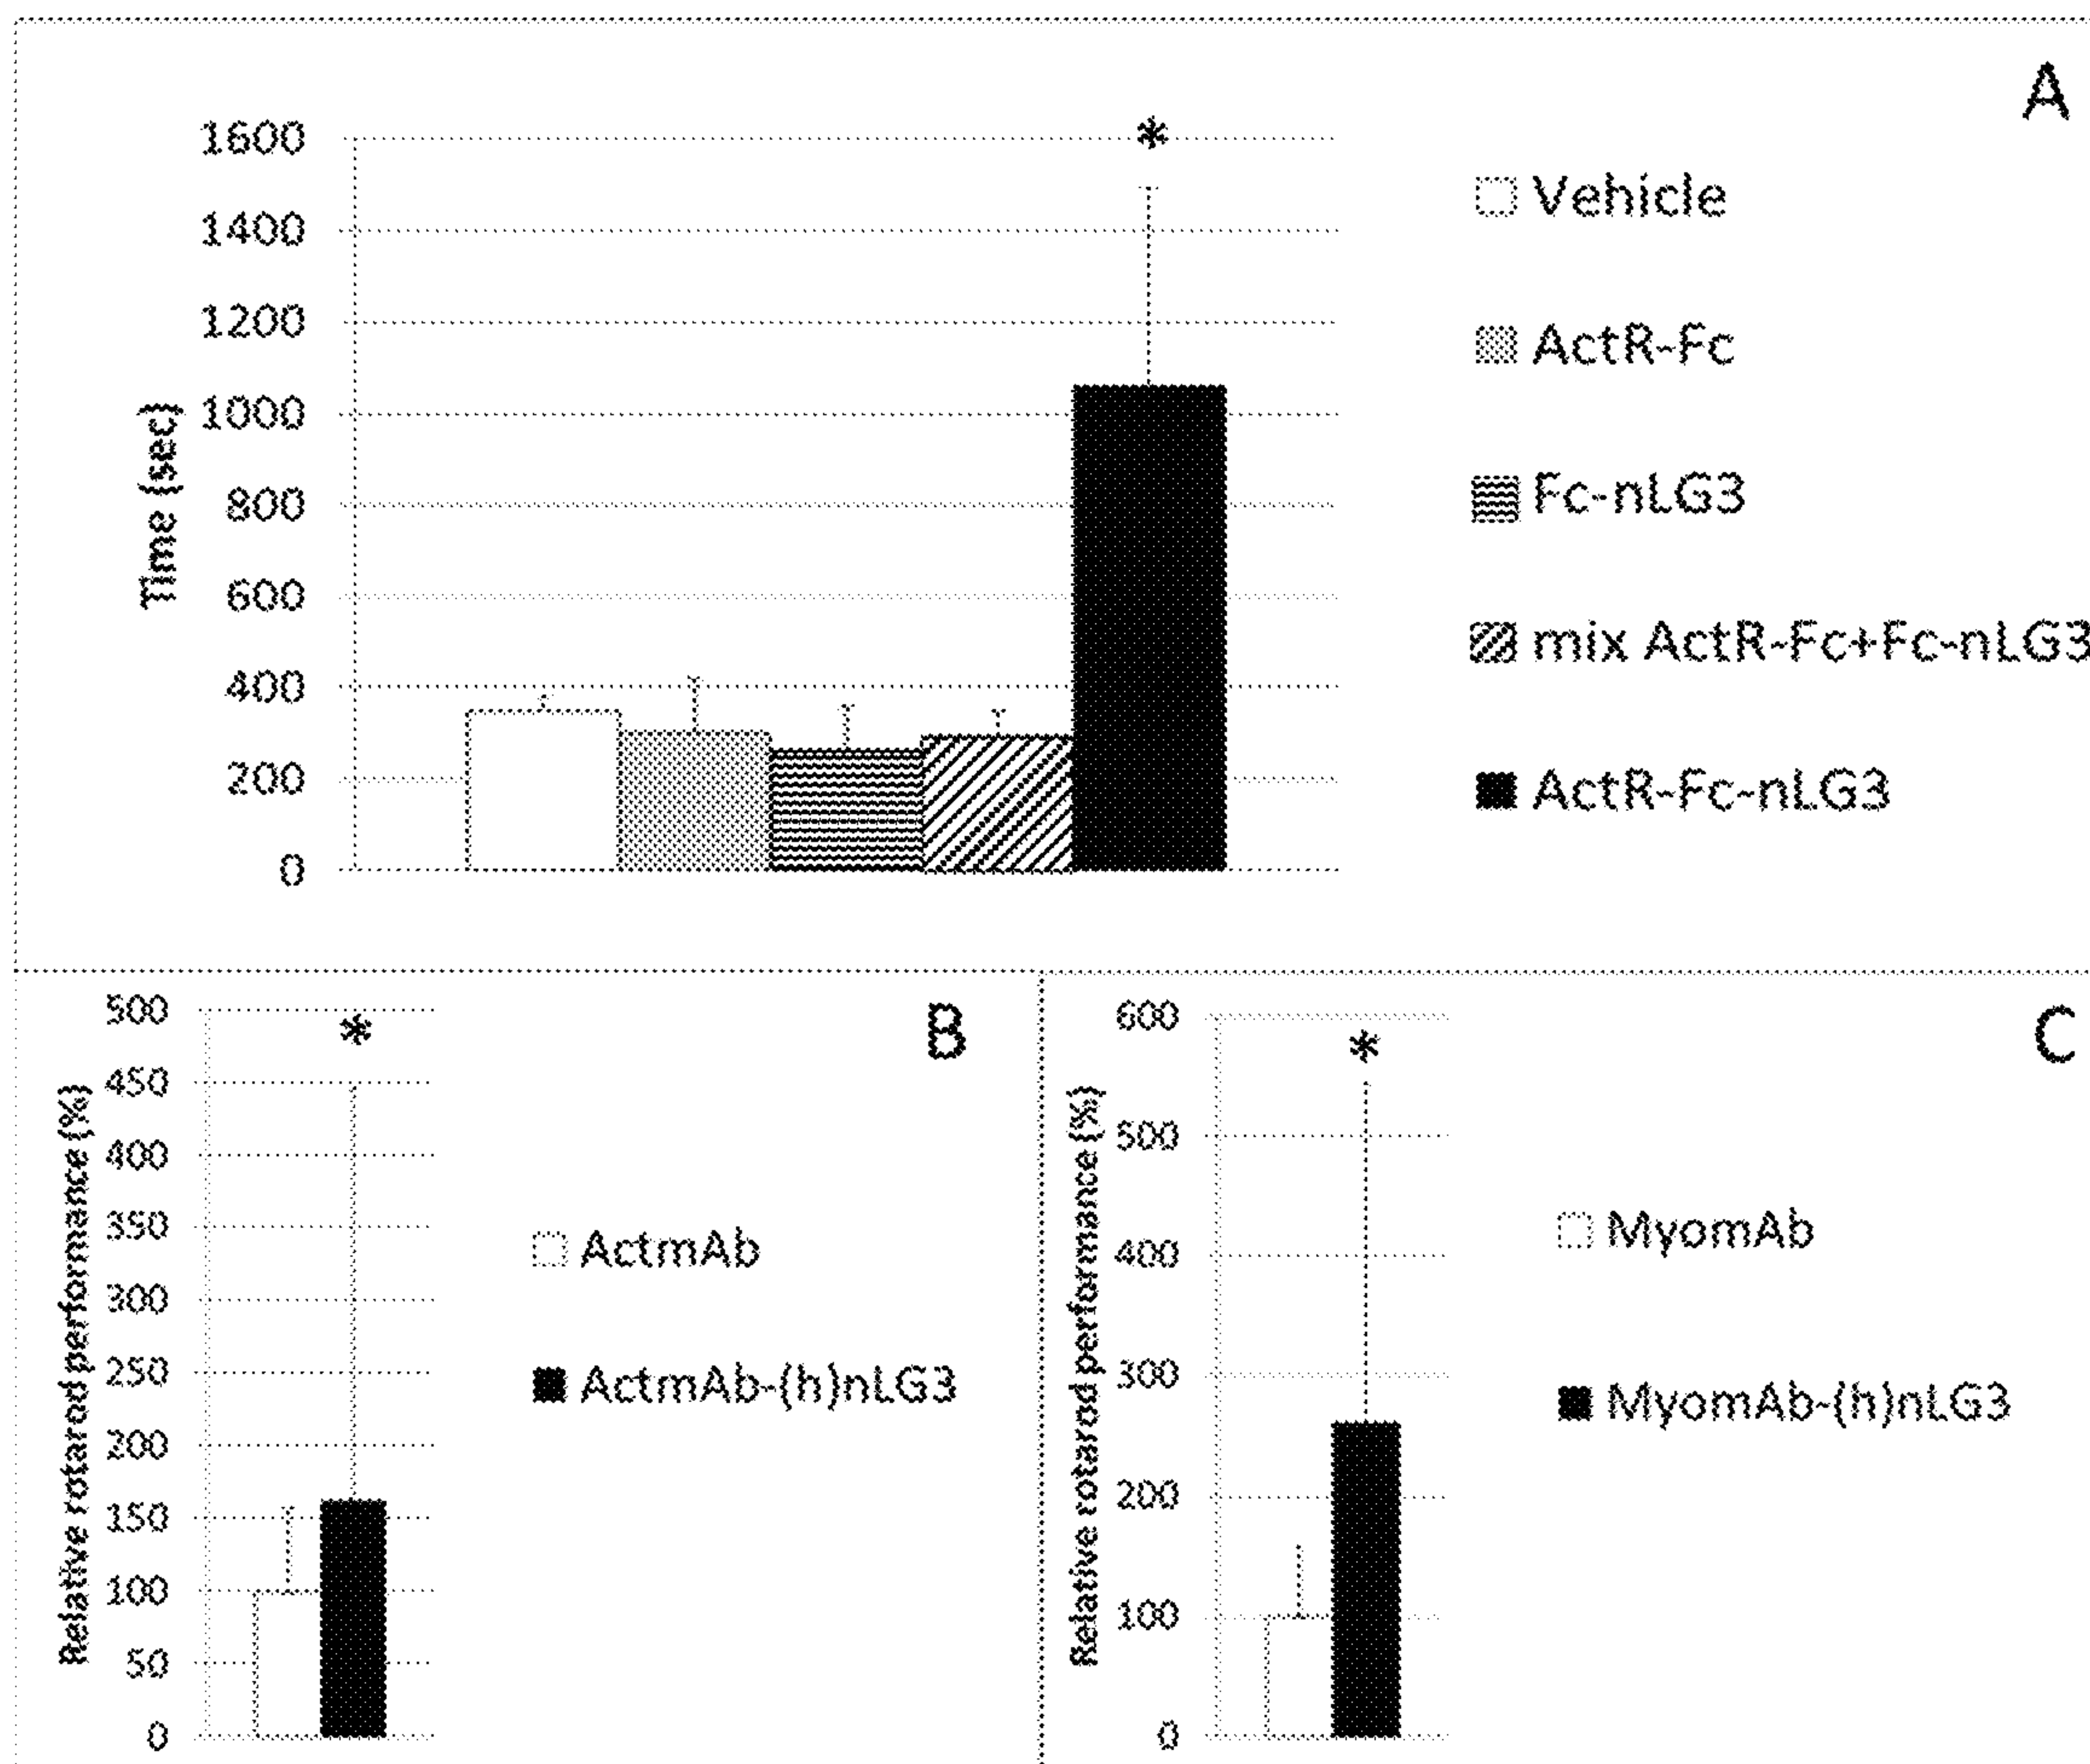 A
1600
1400
1200
1000
800
600
400
200
0
Time (sec)
*
Vehicle
ActR-Fc
Fc-nLG3
mix ActR-Fc+Fc-nLG3
ActR-Fc-nLG3
B
500
450
400
350
300
250
200
150
100
50
0
Relative rotarod performance (%)
*
ActmAb
ActmAb-(h)nLG3
C
600
500
400
300
200
100
0
Relative rotarod performance (%)
*
MyomAb
MyomAb-(h)nLG3